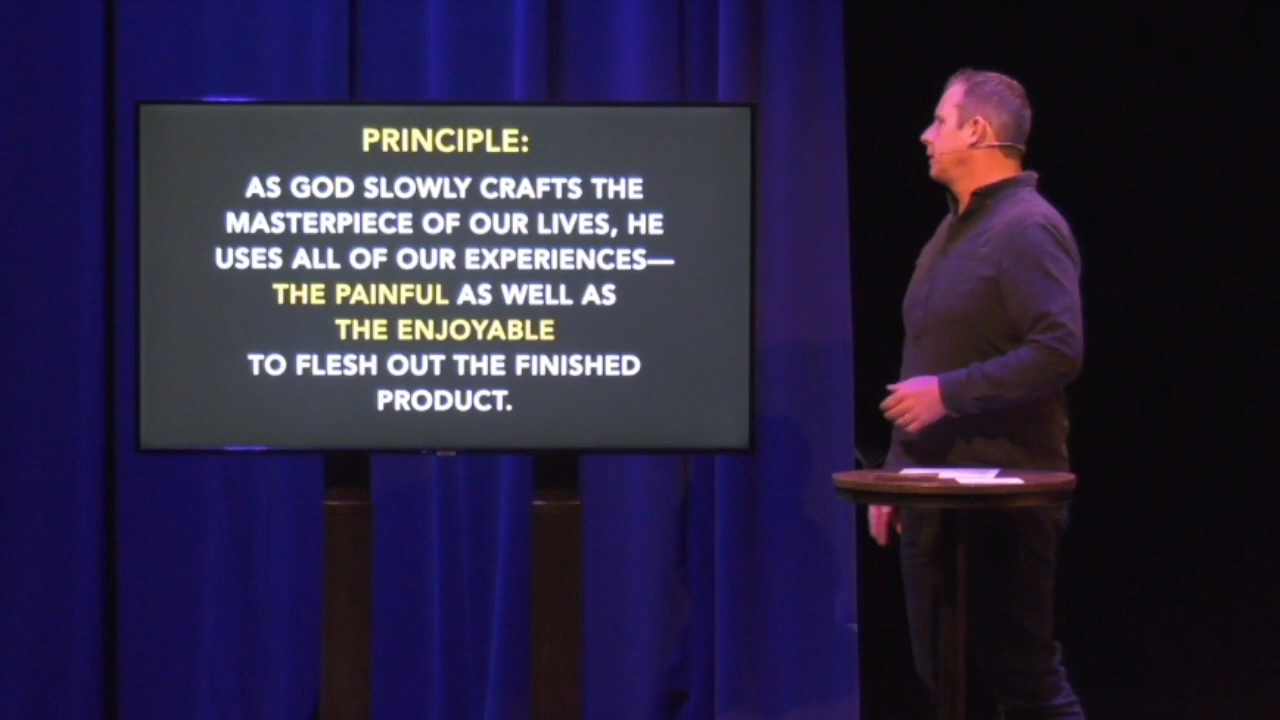 PRINCIPLE:
AS GOD SLOWLY CRAFTS THE
MASTERPIECE OF OUR LIVES, HE
USES ALL OF OUR EXPERIENCES—
THE PAINFUL AS WELL AS
THE ENJOYABLE
TO FLESH OUT THE FINISHED
PRODUCT.